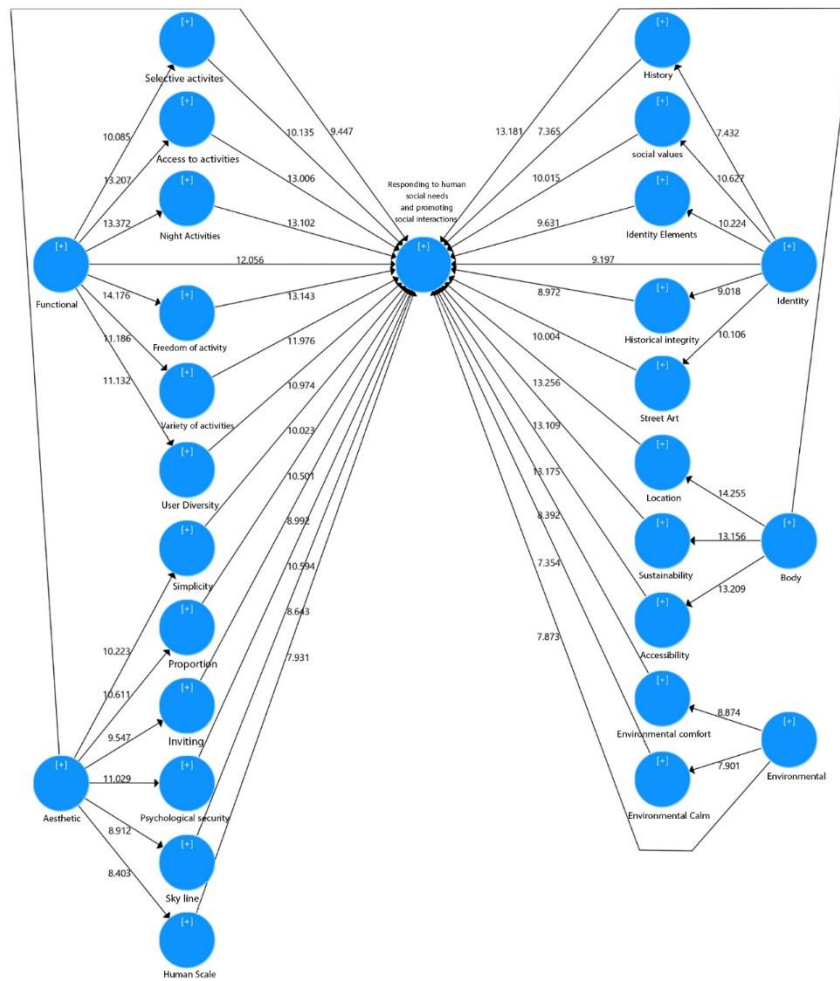 [+]
[+]
Selective activites
History
10.085
10.135
9.447
13.181
7.365
7.432
[+]
[+]
Access to activities
social values
13.207
13.006
10.015
10.627
Responding to human
social needs
and promoting
social interactions
[+]
[+]
13.372
13.102
9.631
10.224
Night Activities
Identity Elements
[+]
[+]
[+]
12.056
9.197
Functional
Identity
14.176
13.143
8.972
9.018
[+]
[+]
Freedom of activity
Historical integrity
11.186
11.976
10.004
10.106
[+]
[+]
Variety of activities
Street Art
11.132
10.974
13.256
[+]
[+]
User Diversity
Location
10.023
13.109
14.255
[+]
[+]
[+]
10.501
13.175
13.156
Simplicity
Sustainability
Body
8.992
8.392
13.209
[+]
[+]
10.594
7.354
Proportion
Accessibility
10.223
8.643
7.873
7.931
10.611
[+]
[+]
Inviting
Environmental comfort
9.547
8.874
[+]
Environmental
[+]
[+]
[+]
11.029
7.901
Aesthetic
Psychological security
Environmental Calm
8.912
[+]
Sky line
8.403
[+]
Human Scale